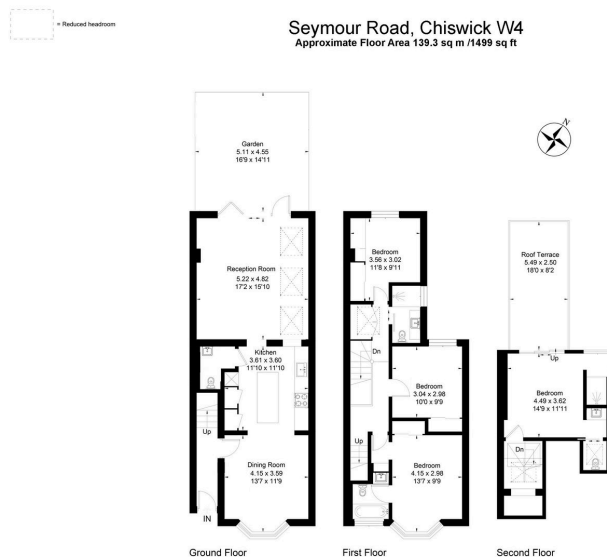 = Reduced headroom
Seymour Road, Chiswick W4
Approximate Floor Area 139.3 sq m /1499 sq ft
N
Garden
5.11 x 4.55
16'9 x 14'11
Reception Room
5.22 x 4.82
17'2 x 15'10
Kitchen
3.61 x 3.60
11'10 x 11'10
Up
Dining Room
4.15 x 3.59
13'7 x 11'9
IN
Ground Floor
Bedroom
3.56 x 3.02
11'8 x 9'11
Dn
Bedroom
3.04 x 2.98
10'0 x 9'9
Up
Bedroom
4.15 x 2.98
13'7 x 9'9
First Floor
Roof Terrace
5.49 x 2.50
18'0 x 8'2
Up
Bedroom
4.49 x 3.62
14'9 x 11'11
Dn
Second Floor